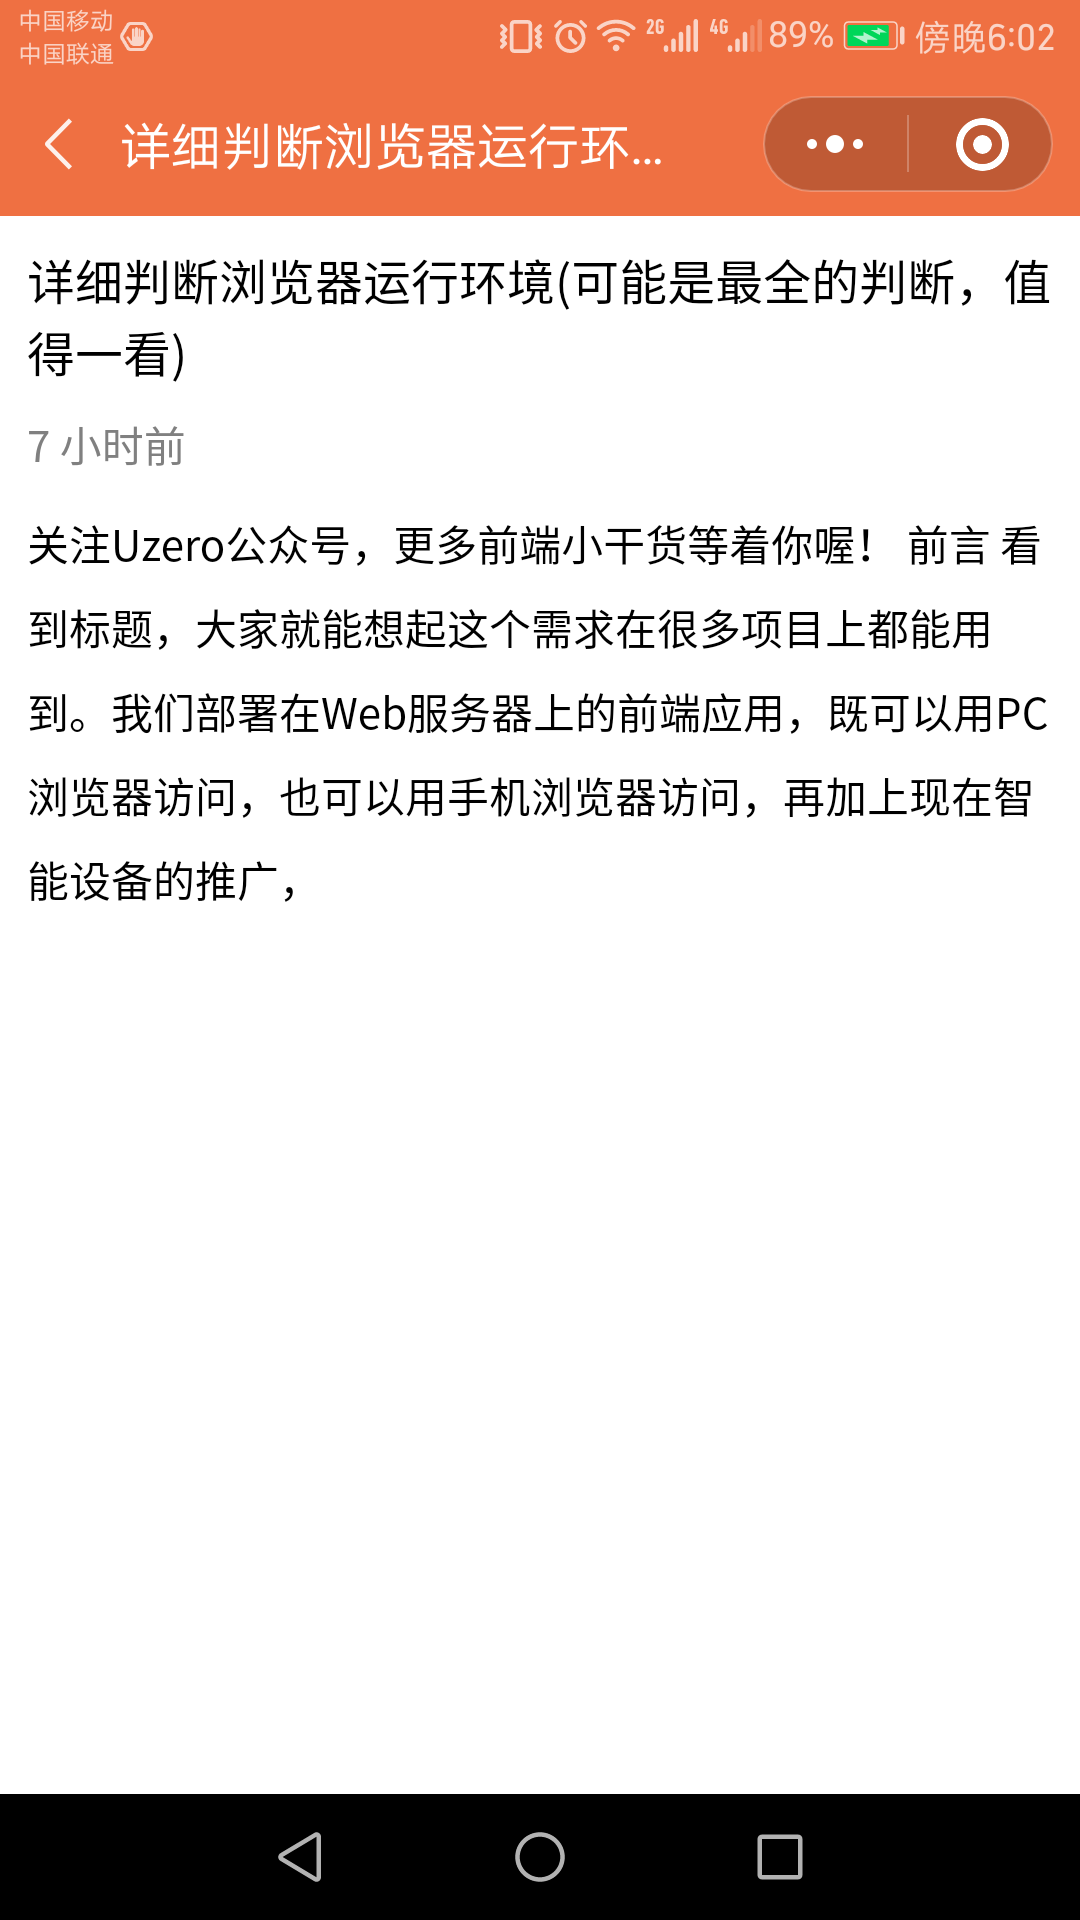 中国移动
中国联通
2G
4G
89%
傍晚6:02
详细判断浏览器运行环...
详细判断浏览器运行环境(可能是最全的判断，值
得一看)
7 小时前
关注Uzero公众号，更多前端小干货等着你喔！ 前言 看
到标题，大家就能想起这个需求在很多项目上都能用
到。我们部署在Web服务器上的前端应用，既可以用PC
浏览器访问，也可以用手机浏览器访问，再加上现在智
能设备的推广，